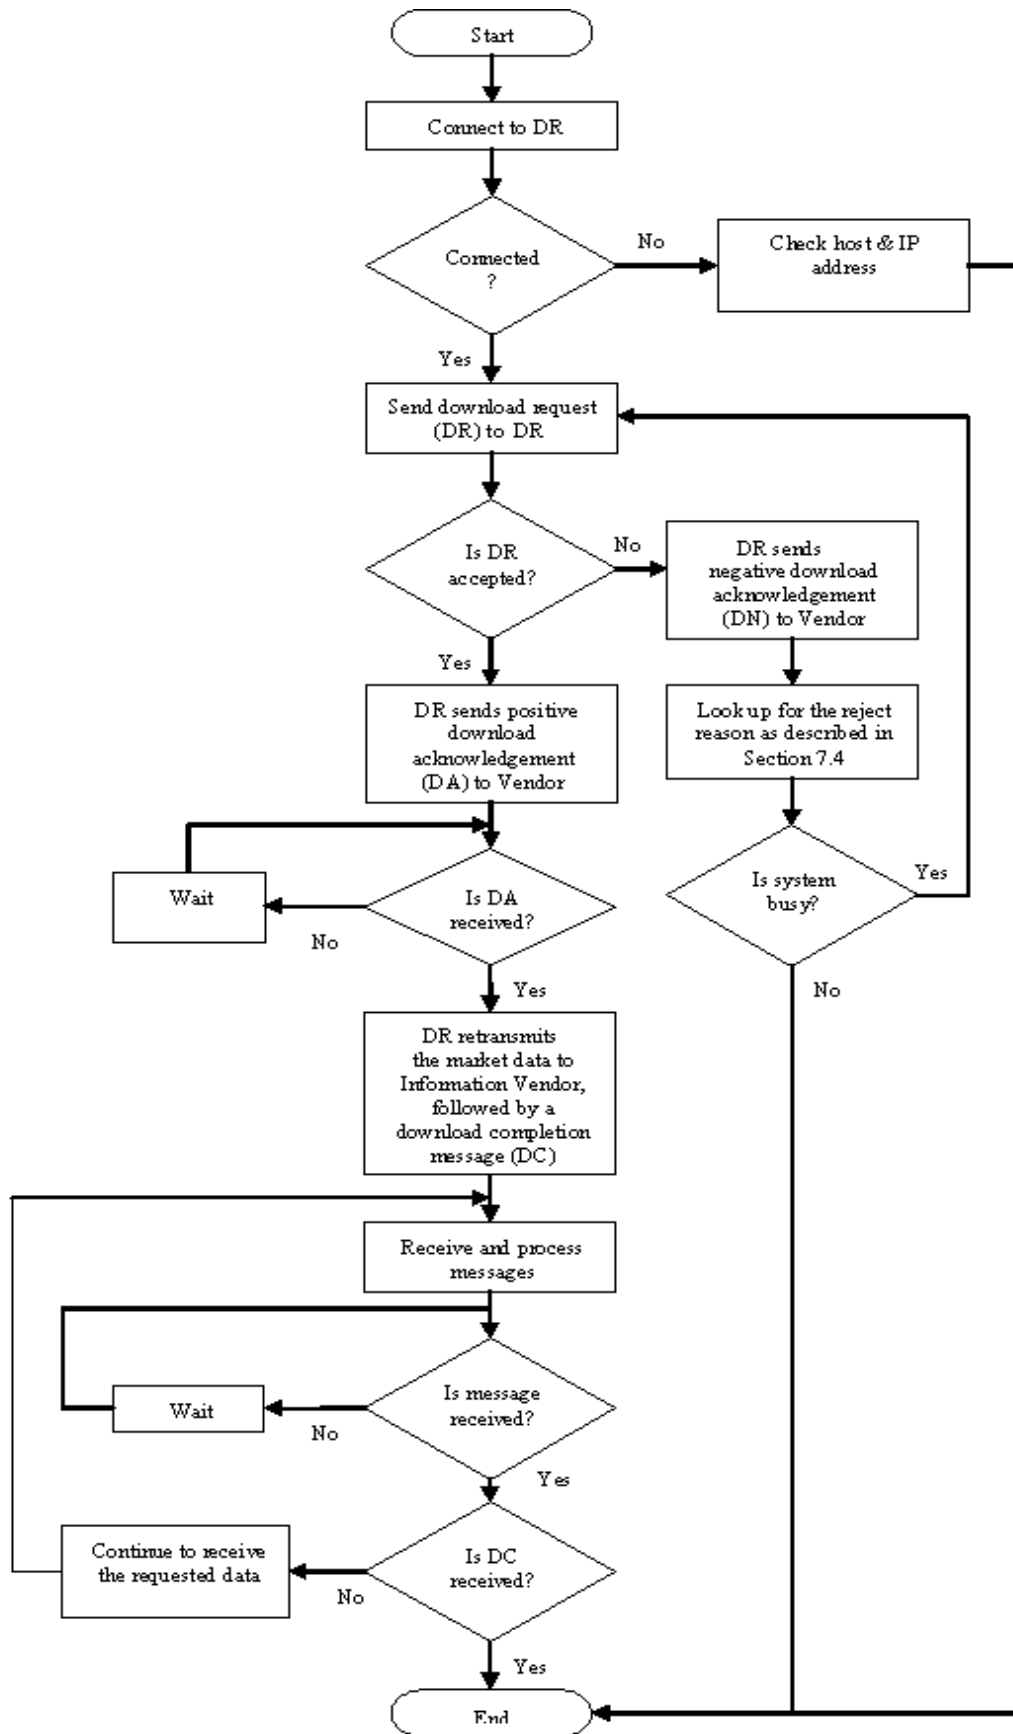 Start
Connect to DR
Connected
?
No
Check host & IP
address
Yes
Send download request
(DR) to DR
Is DR
accepted?
No
DR sends
negative download
acknowledgement
(DN) to Vendor
Yes
DR sends positive
download
acknowledgement
(DA) to Vendor
Look up for the reject
reason as described in
Section 7.4
Is system
busy?
Yes
No
Wait
Is DA
received?
No
Yes
DR retransmits
the market data to
Information Vendor,
followed by a
download completion
message (DC)
Receive and process
messages
Is message
received?
Wait
No
Yes
Continue to receive
the requested data
Is DC
received?
No
Yes
End